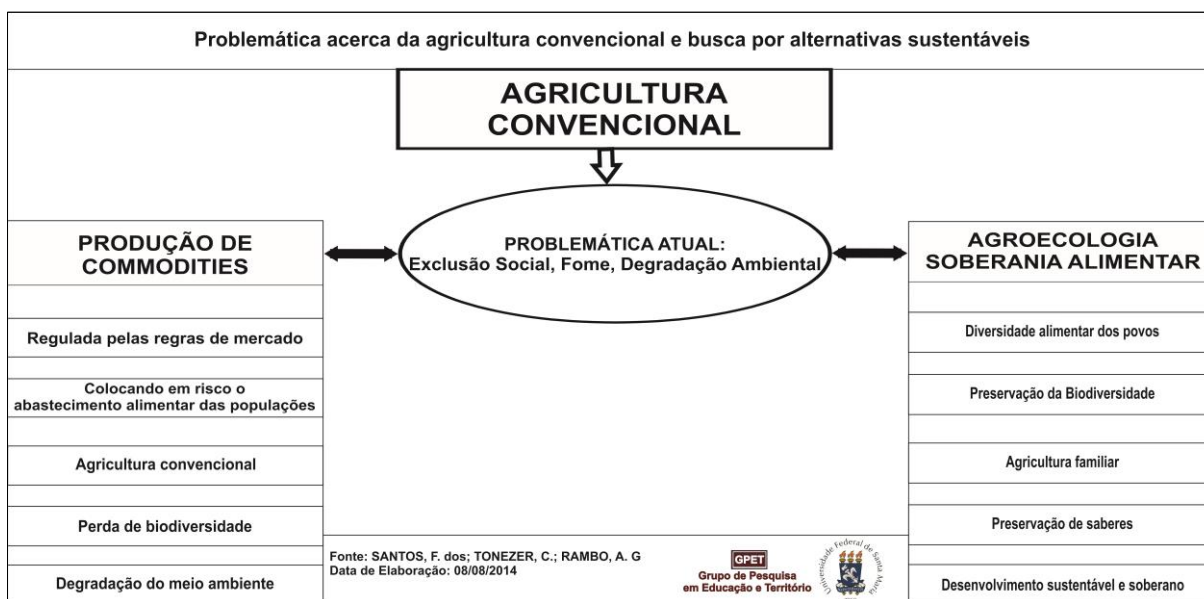 Problemática acerca da agricultura convencional e busca por alternativas sustentáveis
AGRICULTURA
CONVENCIONAL
PROBLEMÁTICA ATUAL:
Exclusão Social, Fome, Degradação Ambiental
PRODUÇÃO DE
COMMODITIES
Regulada pelas regras de mercado
Colocando em risco o
abastecimento alimentar das populações
Agricultura convencional
Perda de biodiversidade
Degradação do meio ambiente
AGROECOLOGIA
SOBERANIA ALIMENTAR
Diversidade alimentar dos povos
Preservação da Biodiversidade
Agricultura familiar
Preservação de saberes
Desenvolvimento sustentável e soberano
Fonte: SANTOS, F. dos; TONEZER, C.; RAMBO, A. G
Data de Elaboração: 08/08/2014
GPET
Grupo de Pesquisa
em Educação e Território
Universidade Federal de Santa Maria